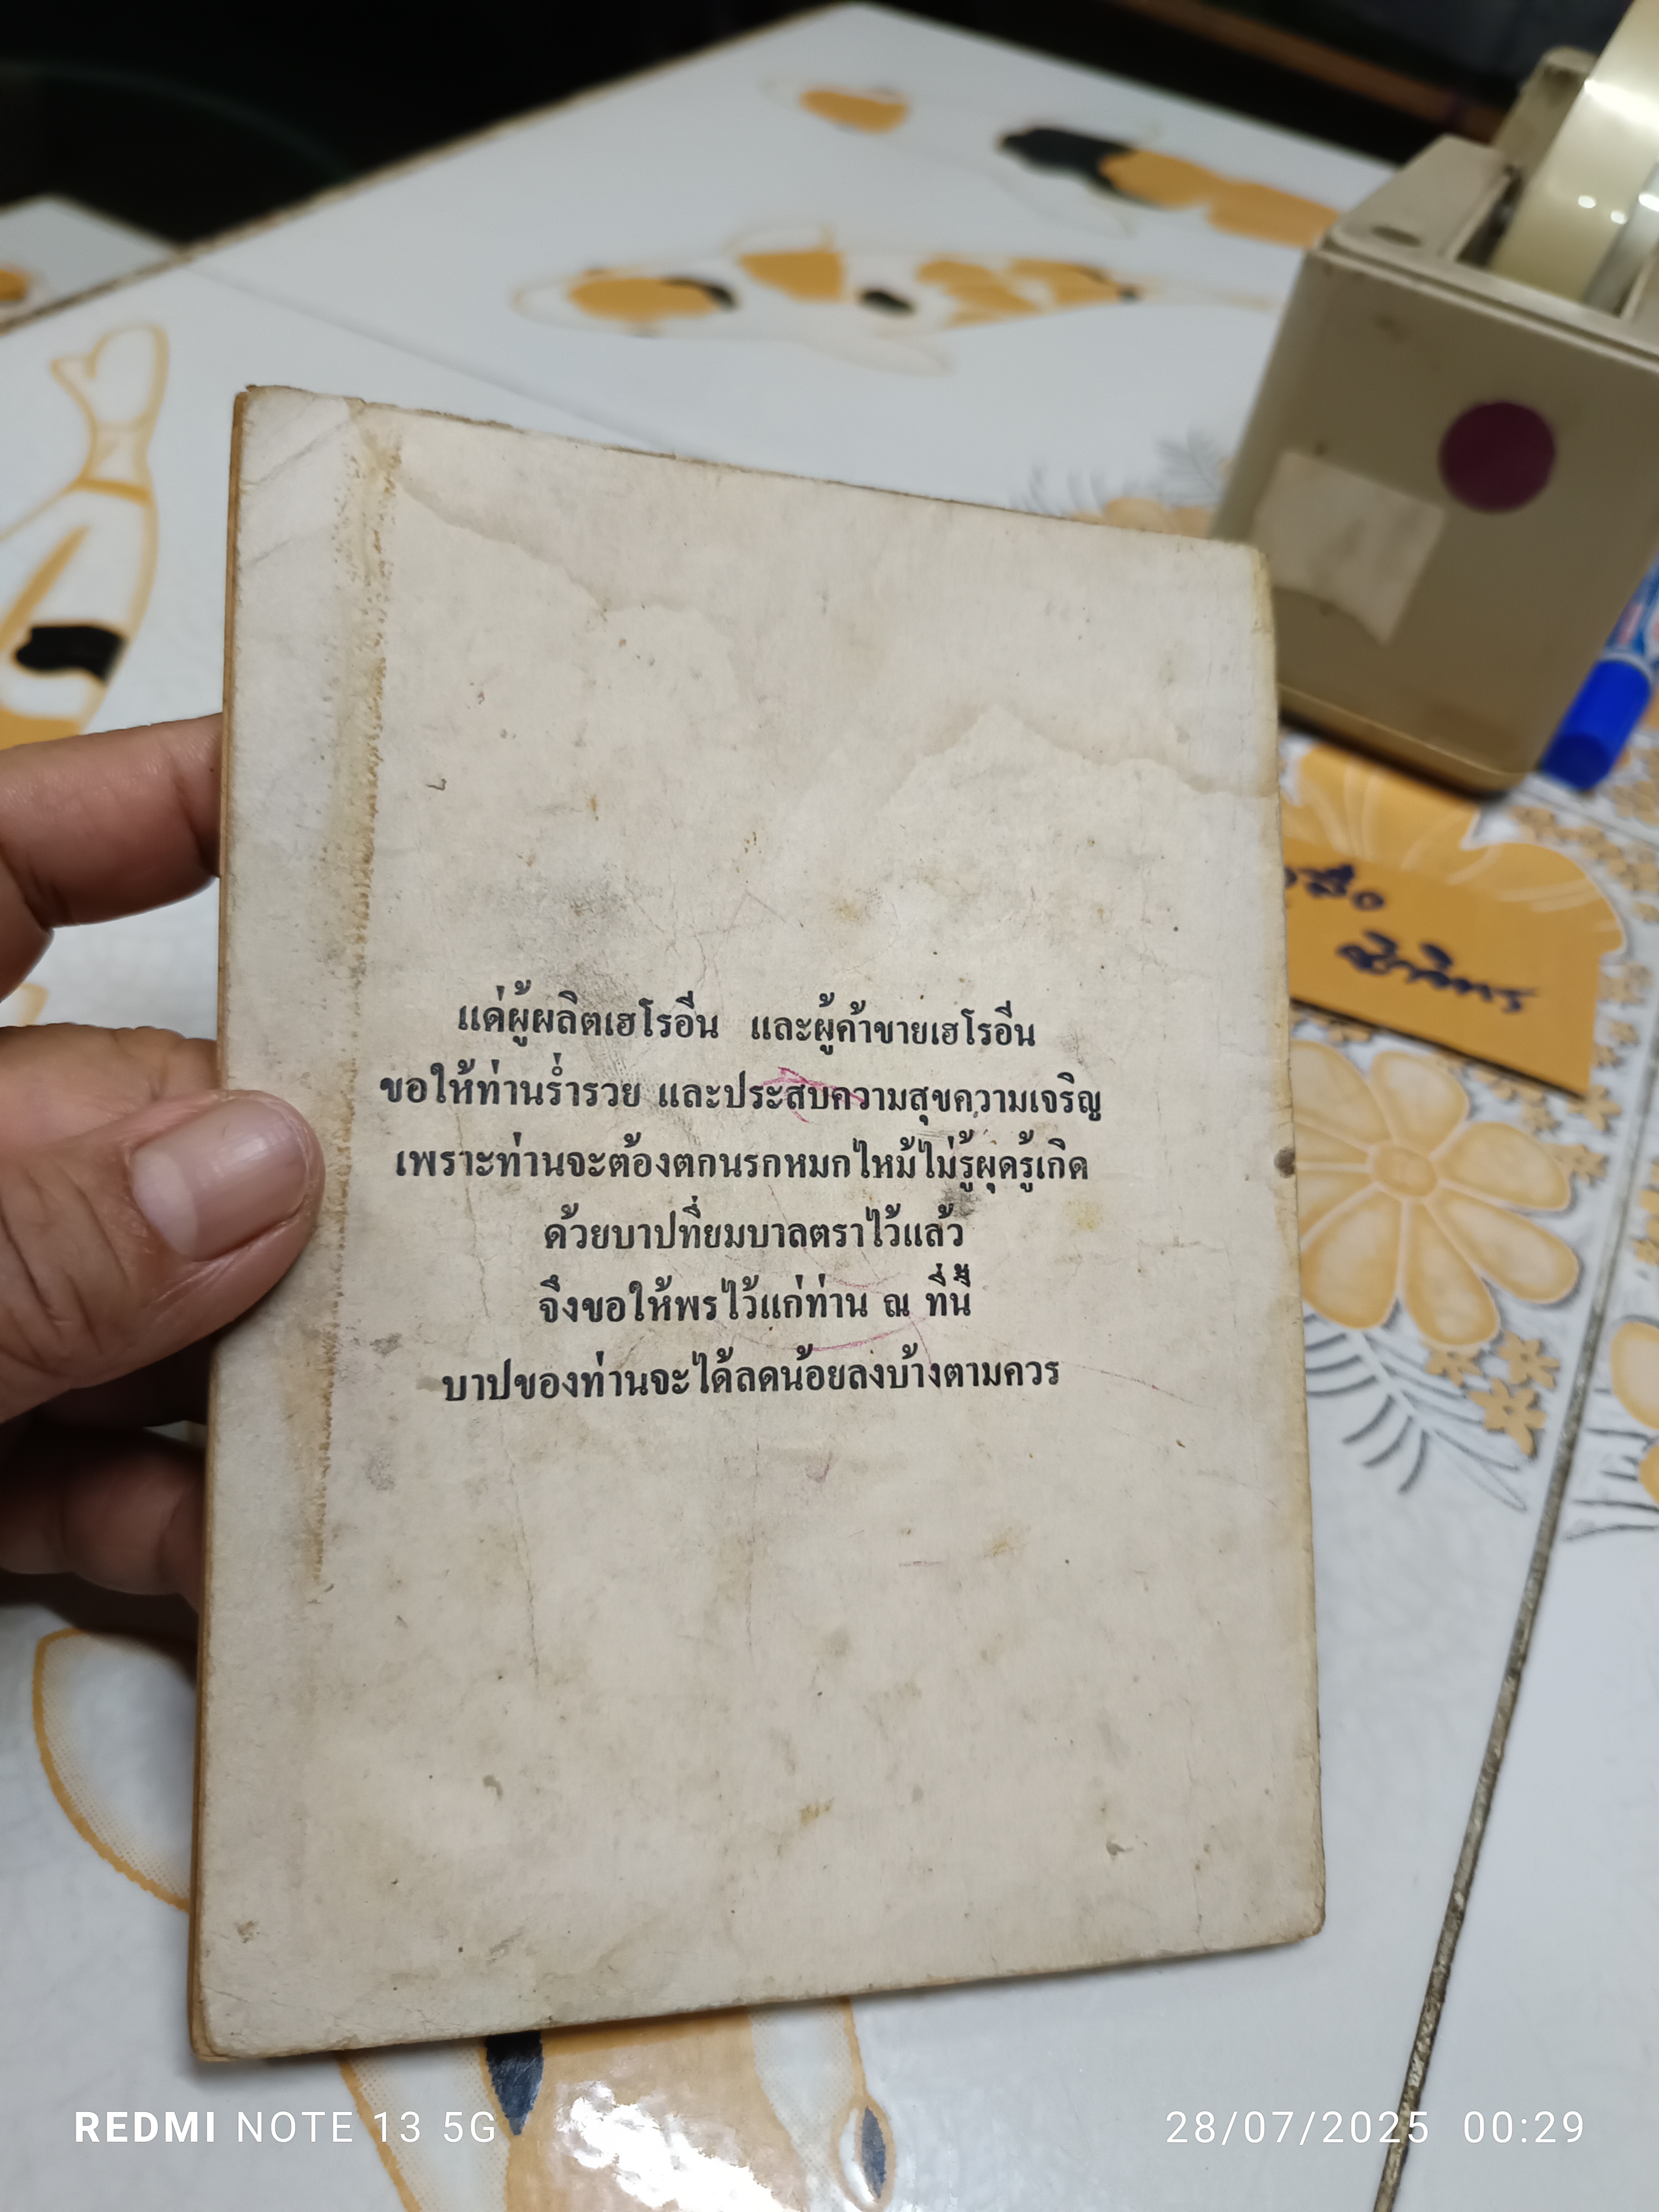 แด่ผู้ผลิตเฮโรอีน และผู้ค้าขายเฮโรอีน
ขอให้ท่านร่ำรวย และประสบความสุขความเจริญ
เพราะท่านจะต้องตกนรกหมกไหม้ไม่รู้ผุดรู้เกิด
ด้วยบาปที่ยมบาลตราไว้แล้ว
จึงขอให้พรไว้แก่ท่าน ณ ที่นี้
บาปของท่านจะได้ลดน้อยลงบ้างตามควร
REDMI NOTE 13 5G
28/07/2025 00:29